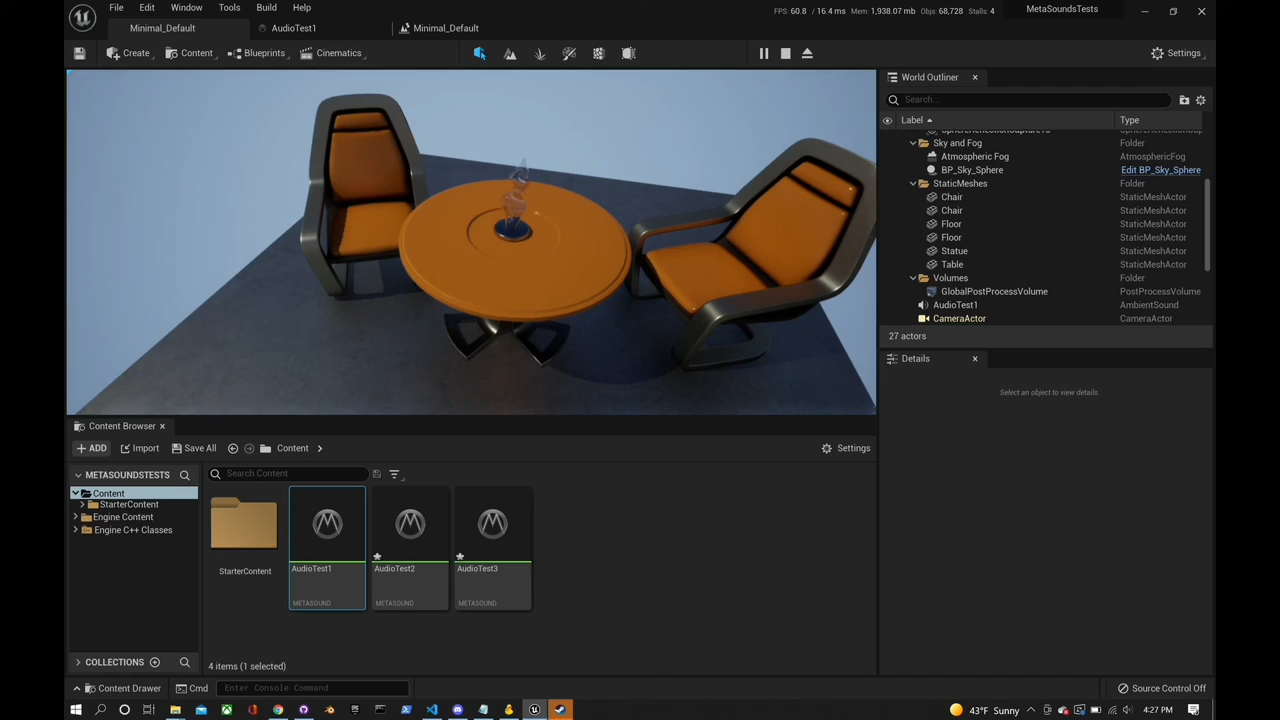 File Edit Window Tools Build Help
FPS: 60.8 / 16.4 ms Mem: 1,938.07 mb Objs: 68,728 Stalls: 4
MetaSoundsTests
Minimal_Default
AudioTest1
Minimal_Default
Create
Content
Blueprints
Cinematics
Settings
World Outliner
Search...
Label
Type
Sky and Fog Folder
Atmospheric Fog AtmosphericFog
BP_Sky_Sphere Edit BP_Sky_Sphere
StaticMeshes Folder
Chair StaticMeshActor
Chair StaticMeshActor
Floor StaticMeshActor
Floor StaticMeshActor
Statue StaticMeshActor
Table StaticMeshActor
Volumes Folder
GlobalPostProcessVolume PostProcessVolume
AudioTest1 AmbientSound
CameraActor CameraActor
27 actors
Details
Select an object to view details
Content Browser
ADD
Import
Save All
Content
Settings
METASOUNDSTESTS
Search Content
Content
StarterContent
Engine Content
Engine C++ Classes
StarterContent
AudioTest1
METASOUND
AudioTest2
METASOUND
AudioTest3
METASOUND
COLLECTIONS
4 items (1 selected)
Content Drawer
Cmd
Enter Console Command
Source Control Off
43°F Sunny
4:27 PM